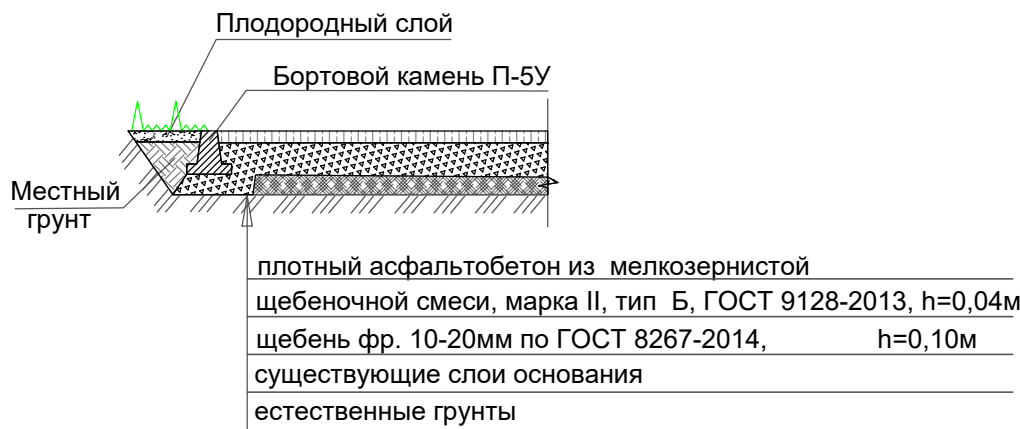 Плодородный слой
Бортовой камень П-5У
Местный
грунт
плотный асфальтобетон из мелкозернистой
щебеночной смеси, марка II, тип Б, ГОСТ 9128-2013, h=0,04м
щебень фр. 10-20мм по ГОСТ 8267-2014, h=0,10м
существующие слои основания
естественные грунты